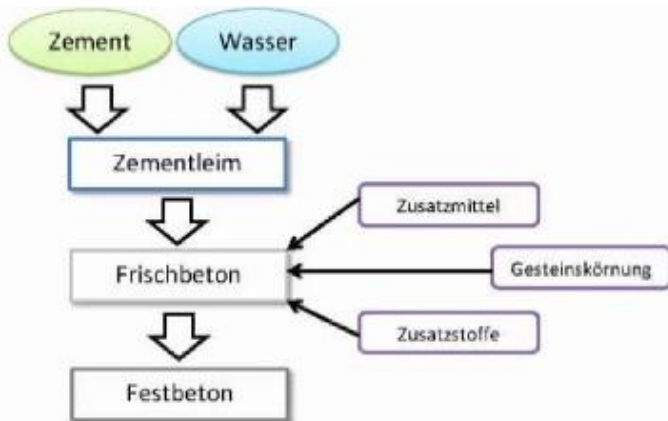 Zement
Wasser
Zementleim
Zusatzmittel
Frischbeton
Gesteinskörnung
Zusatzstoffe
Festbeton